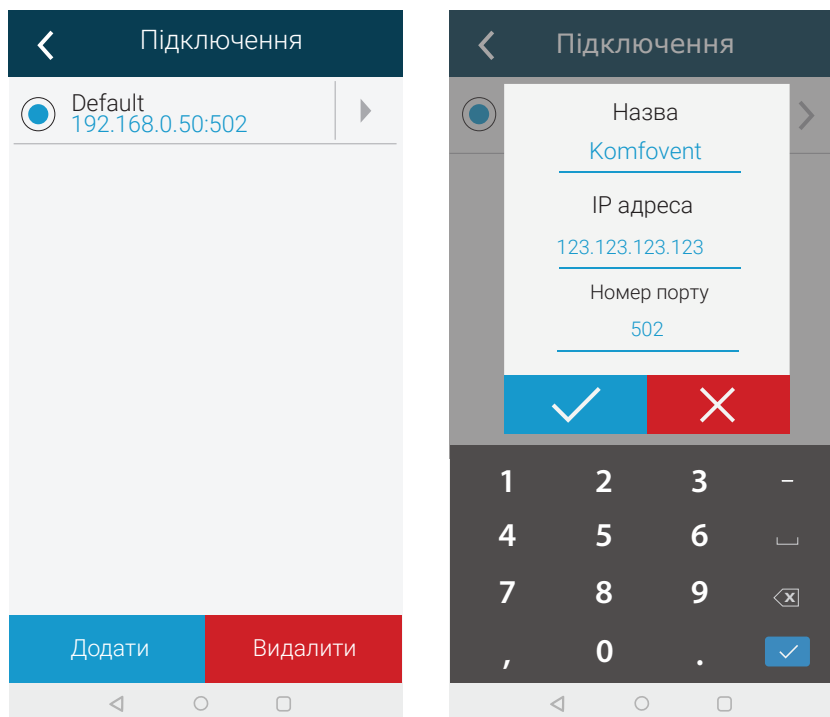 Підключення
Default
192.168.0.50:502
Додати
Видалити
Підключення
Назва
Komfovent
IP адреса
123.123.123.123
Номер порту
502
1 2 3 -
4 5 6
7 8 9
, 0 .